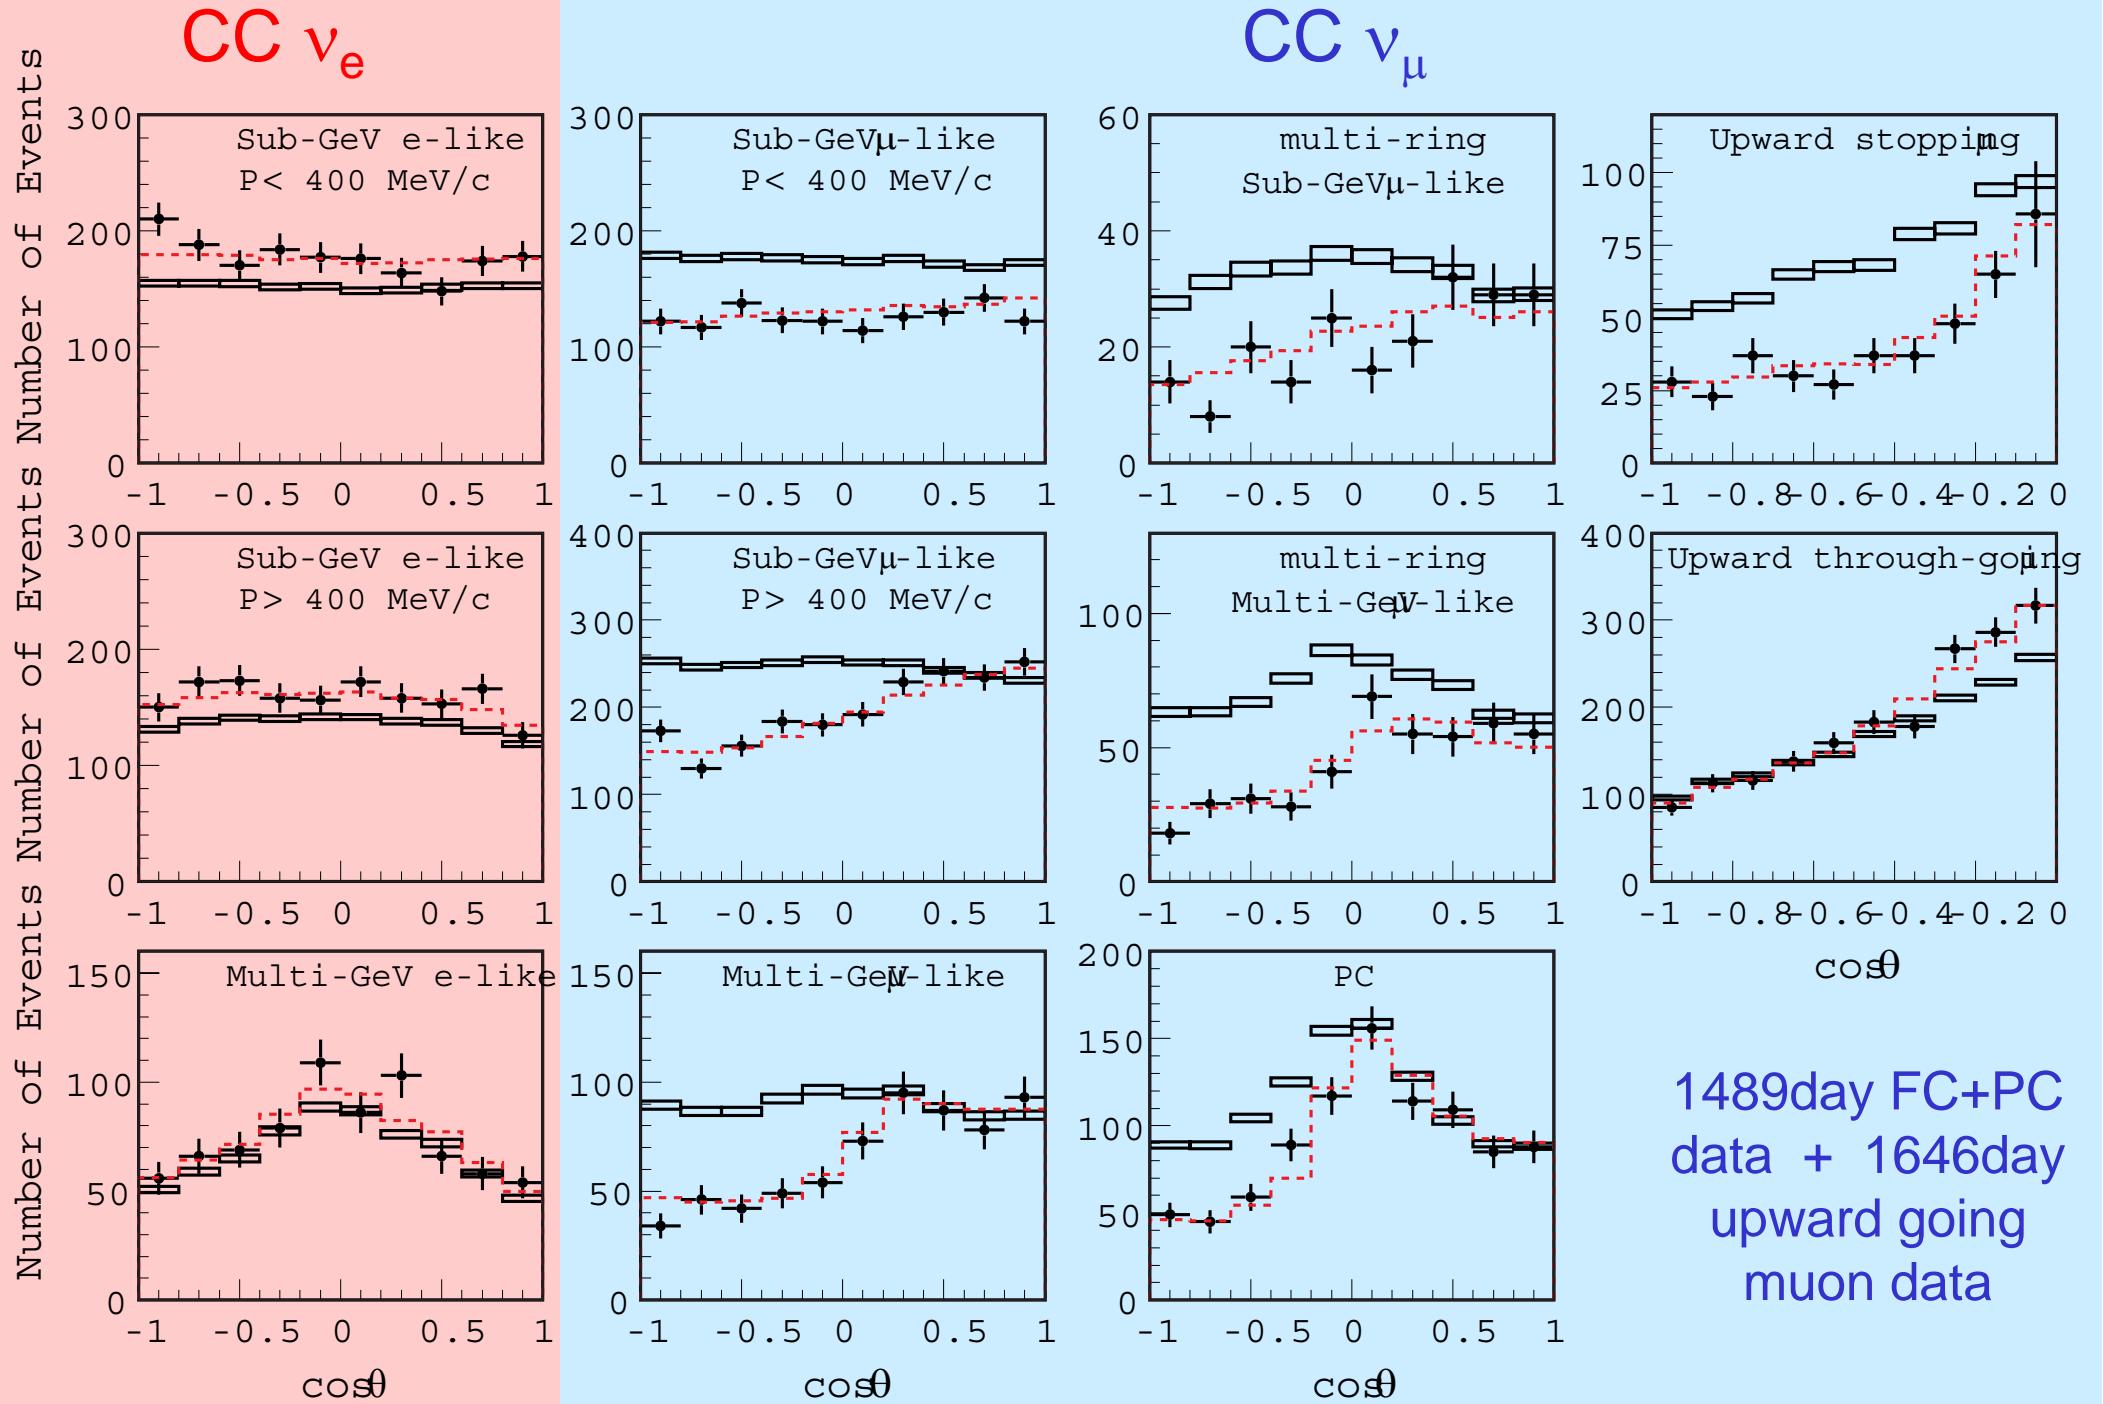 CC νe
CC νμ
Number of Events Number of Events Number of Events
300
200
100
0
Sub-GeV e-like
P< 400 MeV/c
-1 -0.5 0 0.5 1
300
200
100
0
Sub-GeVμ-like
P< 400 MeV/c
-1 -0.5 0 0.5 1
60
40
20
0
multi-ring
Sub-GeVμ-like
-1 -0.5 0 0.5 1
100
75
50
25
0
Upward stopping μ
-1 -0.8 -0.6 -0.4 -0.2 0
300
200
100
0
Sub-GeV e-like
P> 400 MeV/c
-1 -0.5 0 0.5 1
400
300
200
100
0
Sub-GeVμ-like
P> 400 MeV/c
-1 -0.5 0 0.5 1
100
50
0
multi-ring
Multi-GeVμ-like
-1 -0.5 0 0.5 1
400
300
200
100
0
Upward through-going μ
-1 -0.8 -0.6 -0.4 -0.2 0
cosθ
150
100
50
0
Multi-GeV e-like
-1 -0.5 0 0.5 1
cosθ
150
100
50
0
Multi-GeVμ-like
-1 -0.5 0 0.5 1
cosθ
200
150
100
50
0
PC
-1 -0.5 0 0.5 1
cosθ
1489day FC+PC
data + 1646day
upward going
muon data